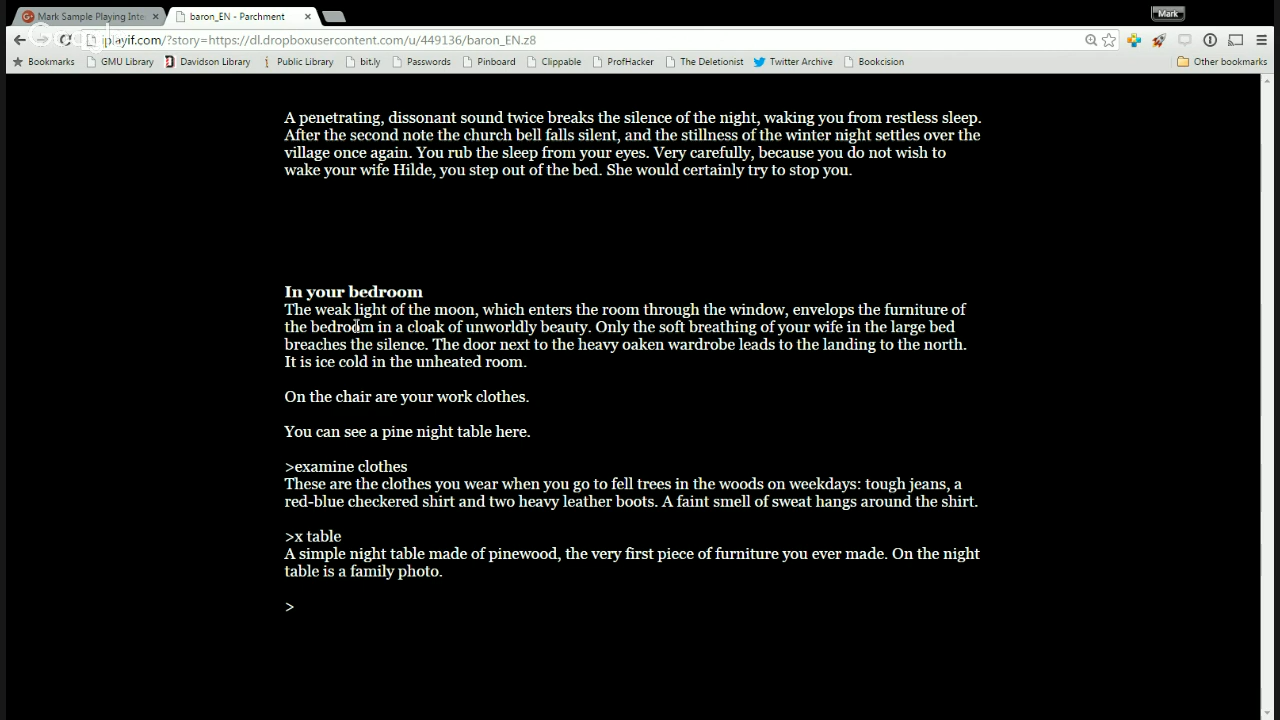 Mark Sample Playing Inte
baron_EN - Parchment
Mark
playif.com/?story=https://dl.dropboxusercontent.com/u/449136/baron_EN.z8
Bookmarks GMU Library Davidson Library Public Library bit.ly Passwords Pinboard Clippable ProfHacker The Deletionist Twitter Archive Bookcision Other bookmarks
A penetrating, dissonant sound twice breaks the silence of the night, waking you from restless sleep.
After the second note the church bell falls silent, and the stillness of the winter night settles over the
village once again. You rub the sleep from your eyes. Very carefully, because you do not wish to
wake your wife Hilde, you step out of the bed. She would certainly try to stop you.
In your bedroom
The weak light of the moon, which enters the room through the window, envelops the furniture of
the bedroom in a cloak of unworldly beauty. Only the soft breathing of your wife in the large bed
breaches the silence. The door next to the heavy oaken wardrobe leads to the landing to the north.
It is ice cold in the unheated room.
On the chair are your work clothes.
You can see a pine night table here.
>examine clothes
These are the clothes you wear when you go to fell trees in the woods on weekdays: tough jeans, a
red-blue checkered shirt and two heavy leather boots. A faint smell of sweat hangs around the shirt.
>x table
A simple night table made of pinewood, the very first piece of furniture you ever made. On the night
table is a family photo.
>